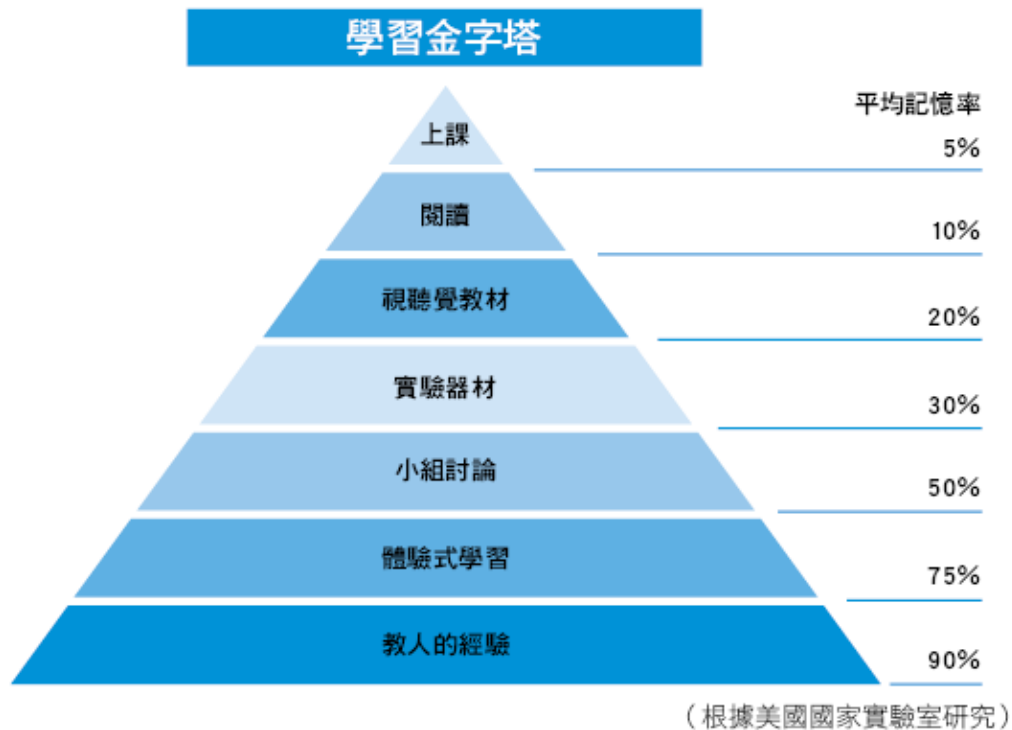 學習金字塔
平均記憶率
上課
5%
閱讀
10%
視聽覺教材
20%
實驗器材
30%
小組討論
50%
體驗式學習
75%
教人的經驗
90%
（根據美國國家實驗室研究）